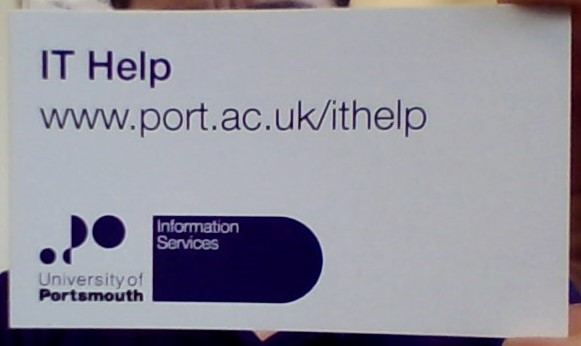 IT Help
www.port.ac.uk/ithelp
Information
Services
University of
Portsmouth